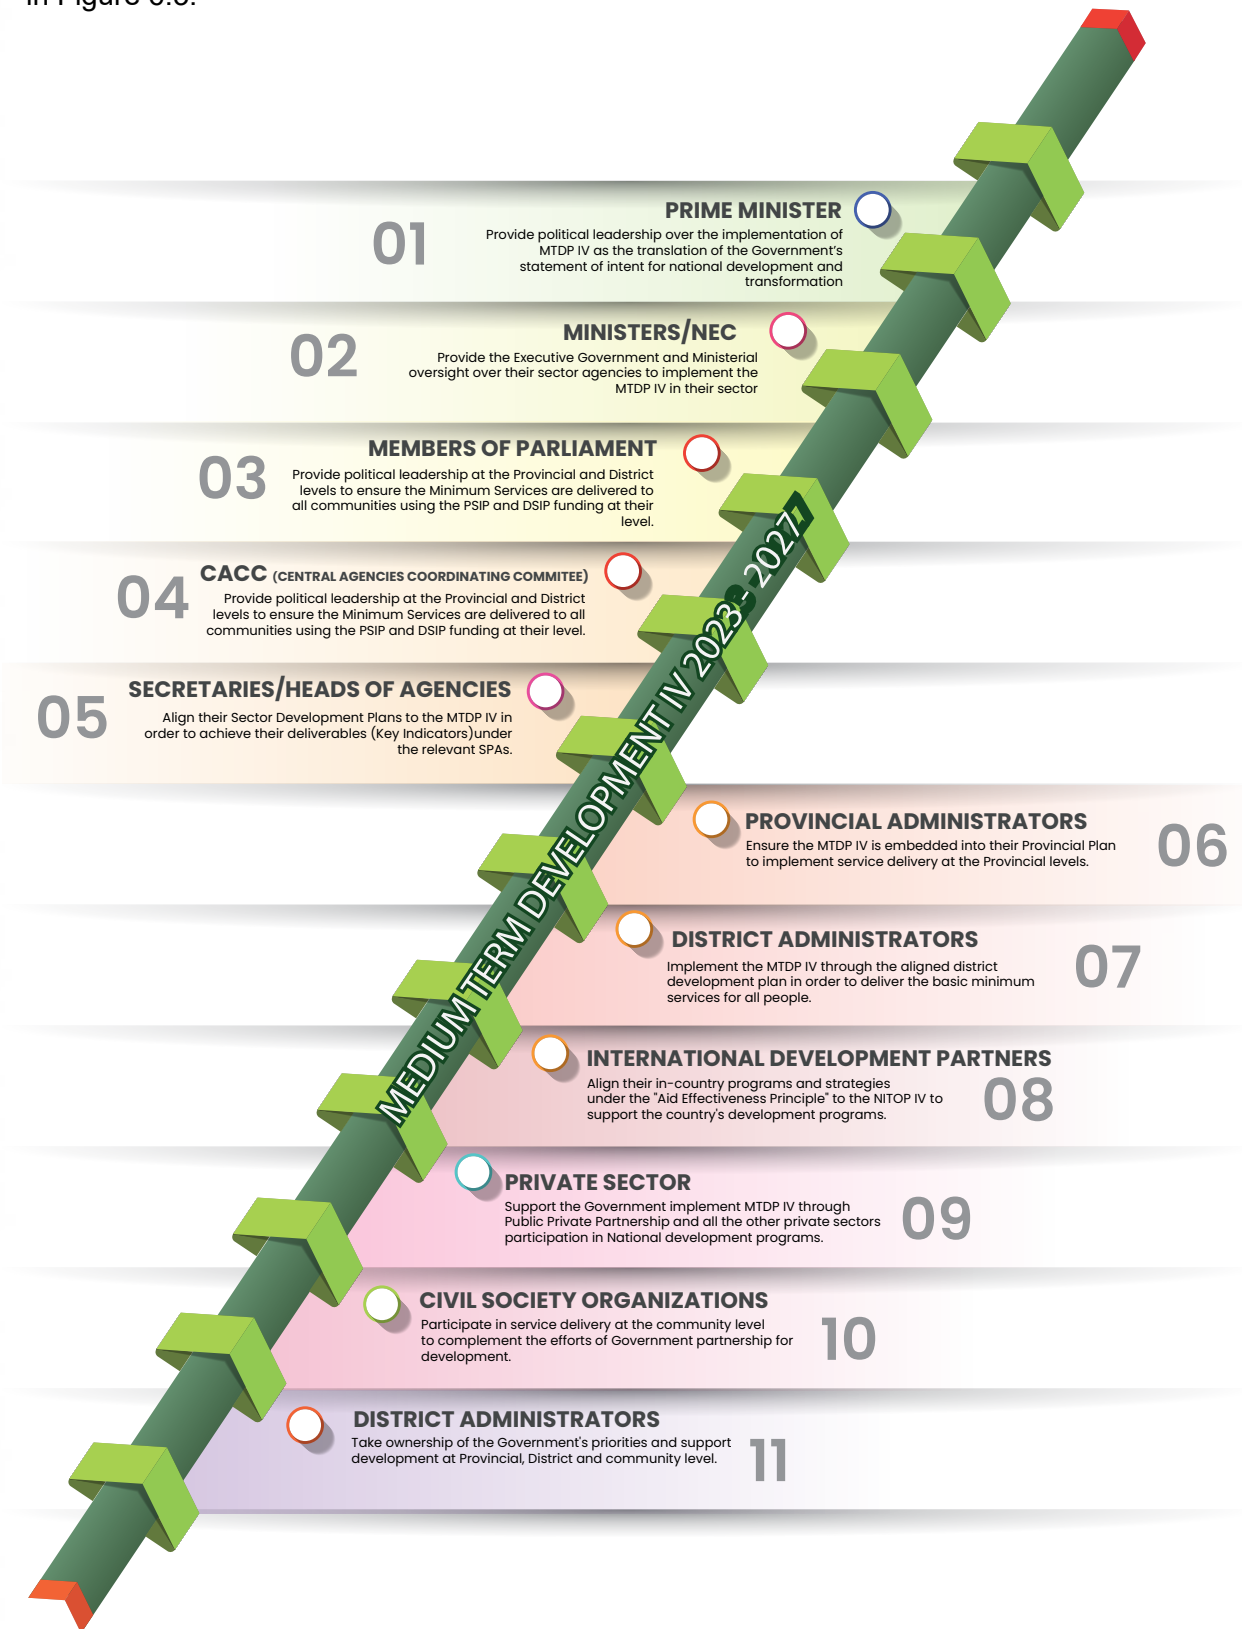 in Figure
01
PRIME MINISTER
Provide political leadership over the implementation of
MTDP IV as the translation of the Government's
statement of intent for national development and
transformation
02
MINISTERS/NEC
Provide the Executive Government and Ministerial
oversight over their sector agencies to implement the
MTDP IV in their sector
03
MEMBERS OF PARLIAMENT
Provide political leadership at the Provincial and District
levels to ensure the Minimum Services are delivered to
all communities using the PSIP and DSIP funding at their
level.
04
CACC (CENTRAL AGENCIES COORDINATING COMMITEE)
Provide political leadership at the Provincial and District
levels to ensure the Minimum Services are delivered to all
communities using the PSIP and DSIP funding at their level.
05
SECRETARIES/HEADS OF AGENCIES
Align their Sector Development Plans to the MTDP IV in
order to achieve their deliverables (Key Indicators)under
the relevant SPAs.
MEDIUM TERM DEVELOPMENT IV 2023 - 2027
PROVINCIAL ADMINISTRATORS
Ensure the MTDP IV is embedded into their Provincial Plan
to implement service delivery at the Provincial levels.
06
DISTRICT ADMINISTRATORS
Implement the MTDP IV through the aligned district
development plan in order to deliver the basic minimum
services for all people.
07
INTERNATIONAL DEVELOPMENT PARTNERS
Align their in-country programs and strategies
under the "Aid Effectiveness Principle" to the NITOP IV to
support the country's development programs.
08
PRIVATE SECTOR
Support the Government implement MTDP IV through
Public Private Partnership and all the other private sectors
participation in National development programs.
09
CIVIL SOCIETY ORGANIZATIONS
Participate in service delivery at the community level
to complement the efforts of Government partnership for
development.
10
DISTRICT ADMINISTRATORS
Take ownership of the Government's priorities and support
development at Provincial, District and community level.
11